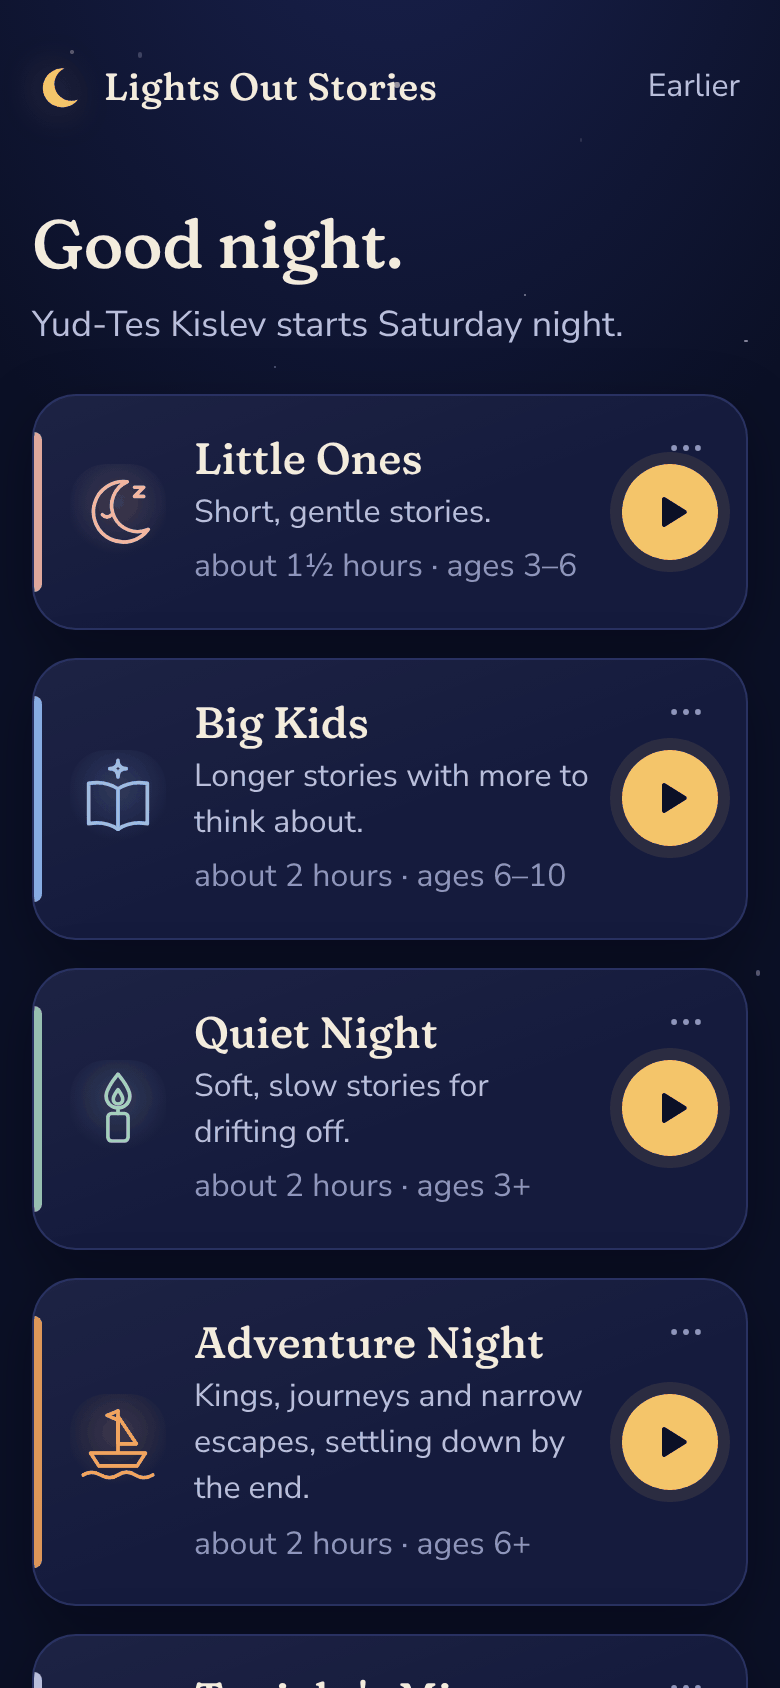 Lights Out Stories
Earlier
Good night.
Yud-Tes Kislev starts Saturday night.
Little Ones
Short, gentle stories.
about 1½ hours · ages 3–6
Big Kids
Longer stories with more to
think about.
about 2 hours · ages 6–10
Quiet Night
Soft, slow stories for
drifting off.
about 2 hours · ages 3+
Adventure Night
Kings, journeys and narrow
escapes, settling down by
the end.
about 2 hours · ages 6+